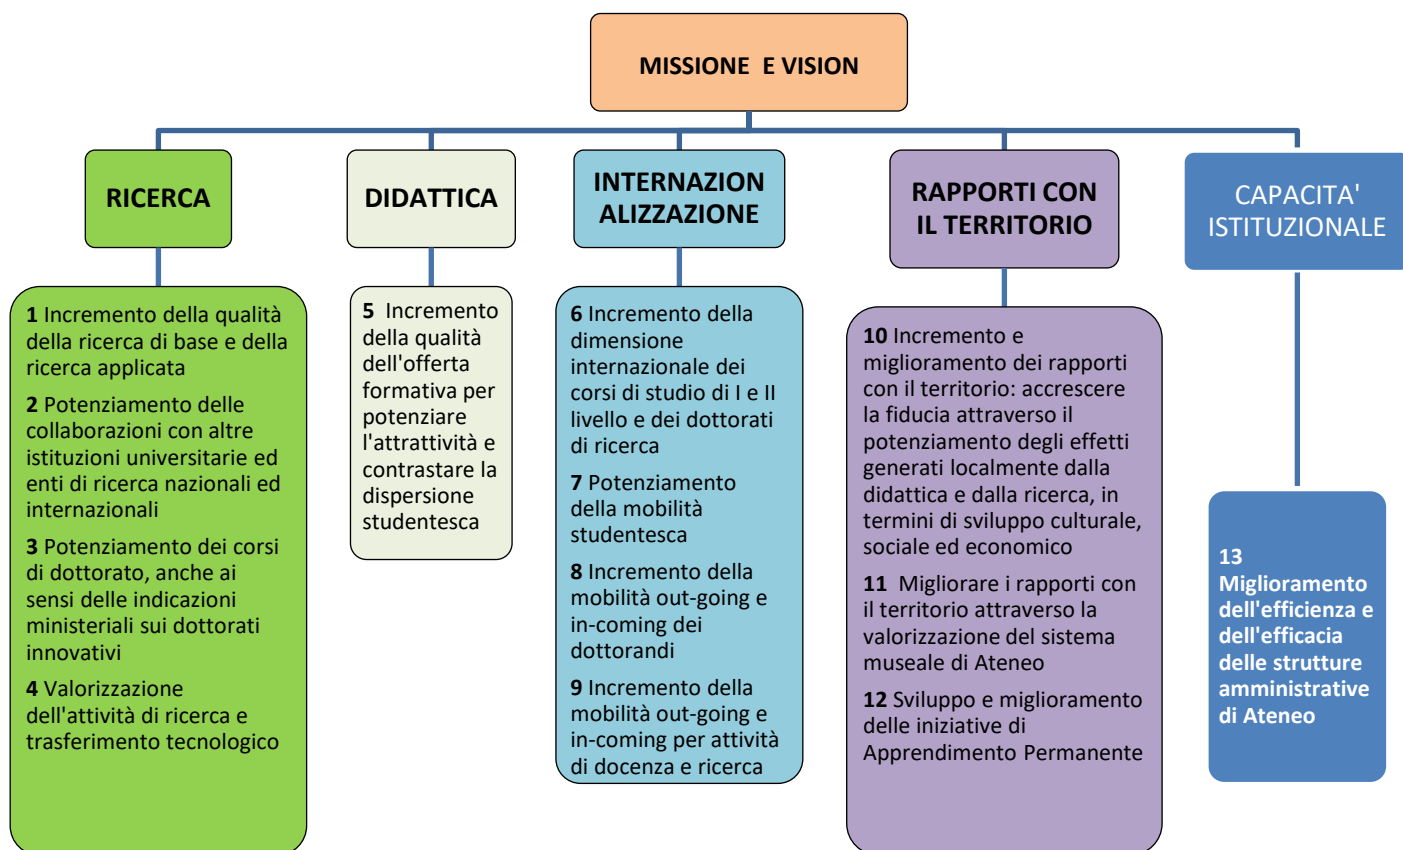 MISSIONE E VISION
RICERCA
DIDATTICA
INTERNAZION
ALIZZAZIONE
RAPPORTI CON
IL TERRITORIO
CAPACITA'
ISTITUZIONALE
1 Incremento della qualità
della ricerca di base e della
ricerca applicata
2 Potenziamento delle
collaborazioni con altre
istituzioni universitarie ed
enti di ricerca nazionali ed
internazionali
3 Potenziamento dei corsi
di dottorato, anche ai
sensi delle indicazioni
ministeriali sui dottorati
innovativi
4 Valorizzazione
dell'attività di ricerca e
trasferimento tecnologico
5 Incremento
della qualità
dell'offerta
formativa per
potenziare
l'attrattività e
contrastare la
dispersione
studentesca
6 Incremento della
dimensione
internazionale dei
corsi di studio di I e II
livello e dei dottorati
di ricerca
7 Potenziamento
della mobilità
studentesca
8 Incremento della
mobilità out-going e
in-coming dei
dottorandi
9 Incremento della
mobilità out-going e
in-coming per attività
di docenza e ricerca
10 Incremento e
miglioramento dei rapporti
con il territorio: accrescere
la fiducia attraverso il
potenziamento degli effetti
generati localmente dalla
didattica e dalla ricerca, in
termini di sviluppo culturale,
sociale ed economico
11 Migliorare i rapporti con
il territorio attraverso la
valorizzazione del sistema
museale di Ateneo
12 Sviluppo e miglioramento
delle iniziative di
Apprendimento Permanente
13
Miglioramento
dell'efficienza e
dell'efficacia
delle strutture
amministrative
di Ateneo